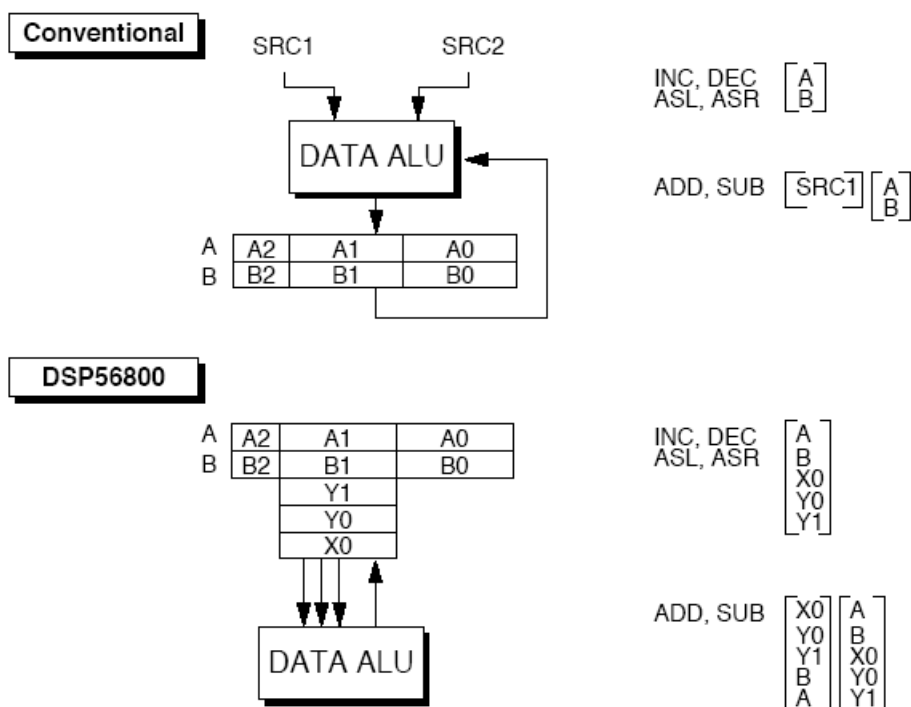 Conventional
SRC1 SRC2
DATA ALU
A A2 A1 A0
B B2 B1 B0
INC, DEC A
ASL, ASR B
ADD, SUB SRC1 A
B
DSP56800
A A2 A1 A0
B B2 B1 B0
Y1
Y0
X0
DATA ALU
INC, DEC A
ASL, ASR B
X0
Y0
Y1
ADD, SUB X0 A
Y0 B
Y1 X0
B Y0
A Y1